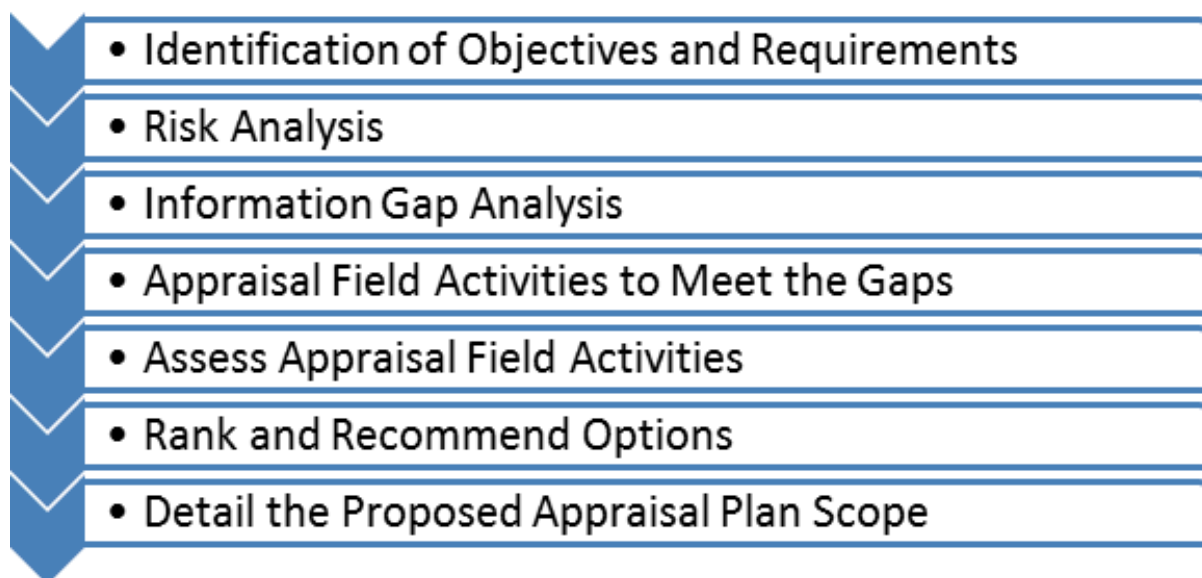 • Identification of Objectives and Requirements
• Risk Analysis
• Information Gap Analysis
• Appraisal Field Activities to Meet the Gaps
• Assess Appraisal Field Activities
• Rank and Recommend Options
• Detail the Proposed Appraisal Plan Scope